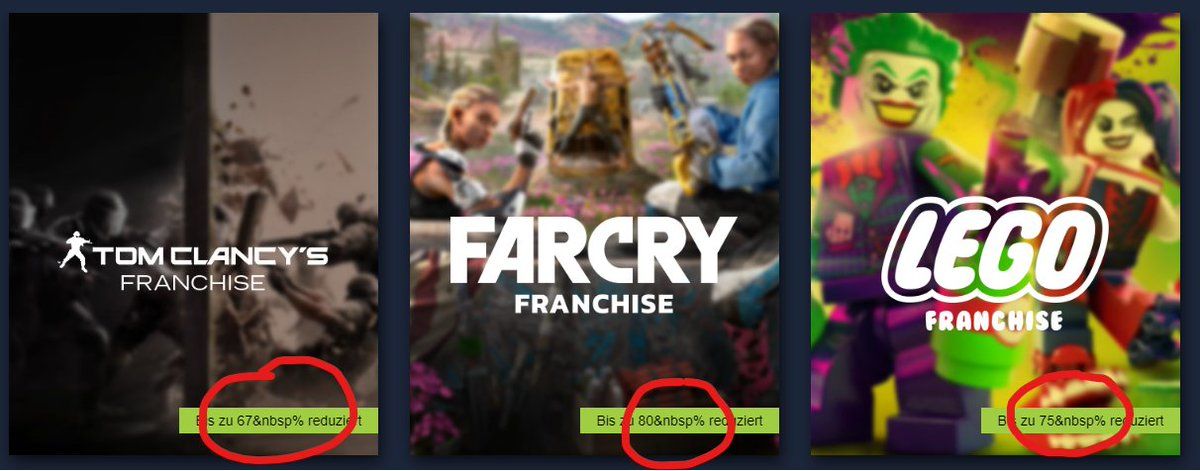 TOM CLANCY'S
FRANCHISE
Bis zu 67&nbsp% reduziert
FARCRY
FRANCHISE
Bis zu 80&nbsp% reduziert
LEGO
FRANCHISE
Bis zu 75&nbsp% reduziert